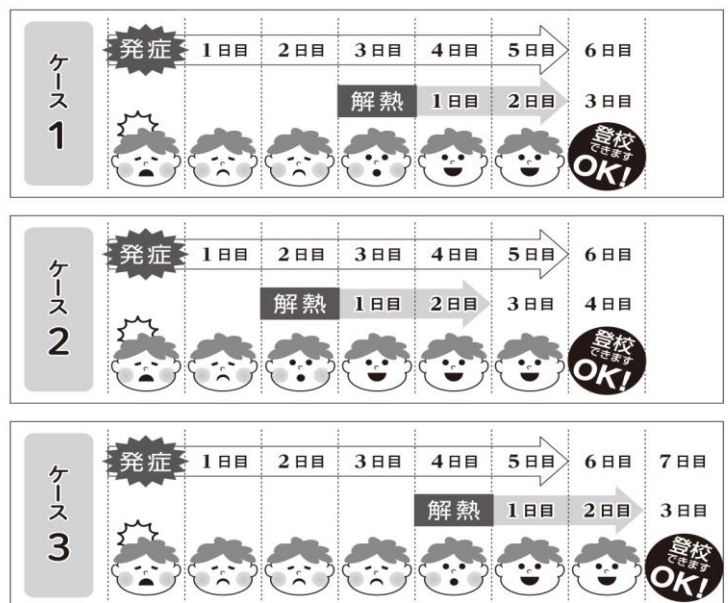 ケース1
発症 1日目 2日目 3日目 4日目 5日目 6日目
解熱 1日目 2日目 3日目
登校
できます
OK!
ケース2
発症 1日目 2日目 3日目 4日目 5日目 6日目
解熱 1日目 2日目 3日目 4日目
登校
できます
OK!
ケース3
発症 1日目 2日目 3日目 4日目 5日目 6日目 7日目
解熱 1日目 2日目 3日目
登校
できます
OK!